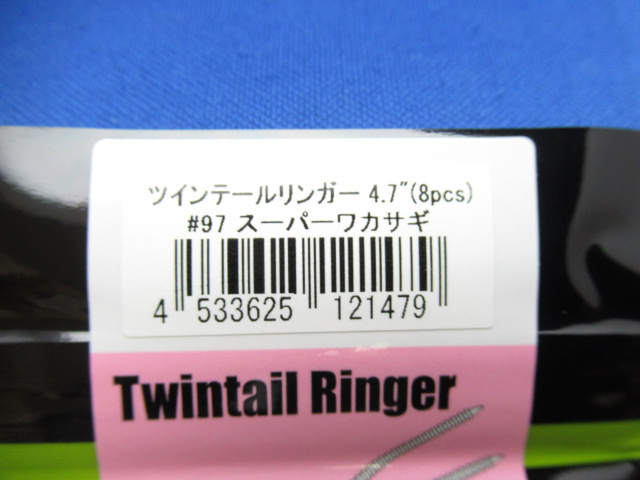 ツインテールリンガー 4.7"(8pcs)
#97 スーパーワカサギ
4 533625 121479
Twintail Ringer